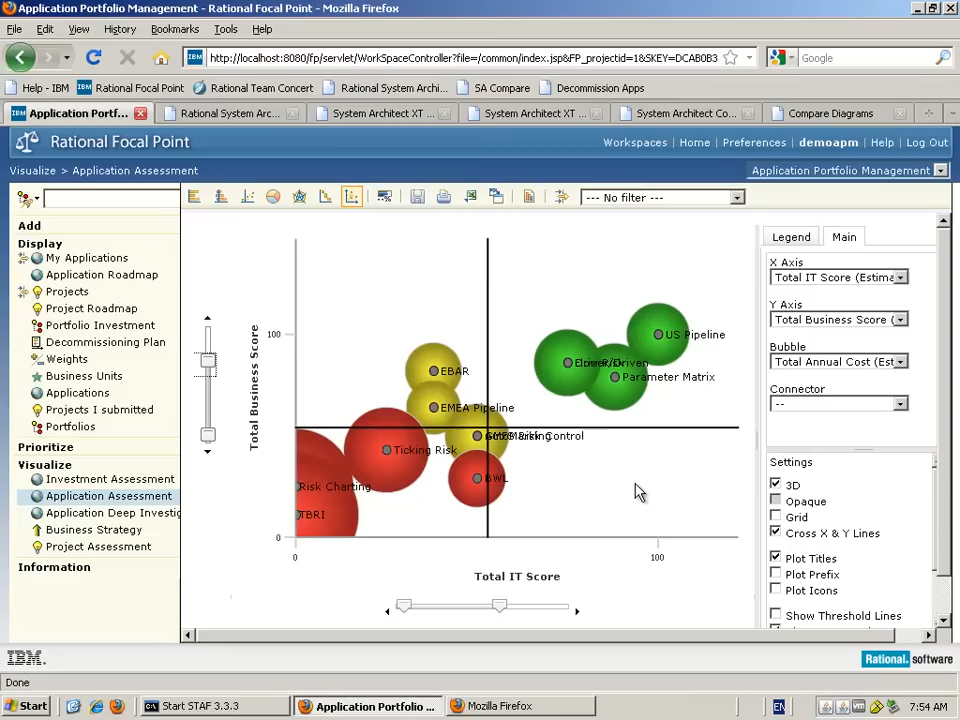 Application Portfolio Management - Rational Focal Point - Mozilla Firefox
File Edit View History Bookmarks Tools Help
IBM http://localhost:8080/fp/servlet/WorkSpaceController?file=/common/index.jsp&FP_projectid=1&SKEY=DCAB0B3
Google
Help - IBM IBM Rational Focal Point Rational Team Concert Rational System Archi... SA Compare Decommission Apps
IBM Application Portf... Rational System Arc... System Architect XT ... System Architect XT ... System Architect Co... Compare Diagrams
Rational Focal Point
Workspaces | Home | Preferences | demoapm | Help | Log Out
Visualize > Application Assessment
Application Portfolio Management
--- No filter ---
Add
Display
My Applications
Application Roadmap
Projects
Project Roadmap
Portfolio Investment
Decommissioning Plan
Weights
Business Units
Applications
Projects I submitted
Portfolios
Prioritize
Visualize
Investment Assessment
Application Assessment
Application Deep Investig
Business Strategy
Project Assessment
Information
Total Business Score
100
0
US Pipeline
Parameter Matrix
EBAR
EMEA Pipeline
Ticking Risk
BWL
Risk Charting
TBRI
0
100
Total IT Score
Legend Main
X Axis
Total IT Score (Estima
Y Axis
Total Business Score (
Bubble
Total Annual Cost (Est
Connector
--
Settings
3D
Opaque
Grid
Cross X & Y Lines
Plot Titles
Plot Prefix
Plot Icons
Show Threshold Lines
IBM.
Rational. software
Done
Start Start STAF 3.3.3 Application Portfolio ... Mozilla Firefox EN 7:54 AM